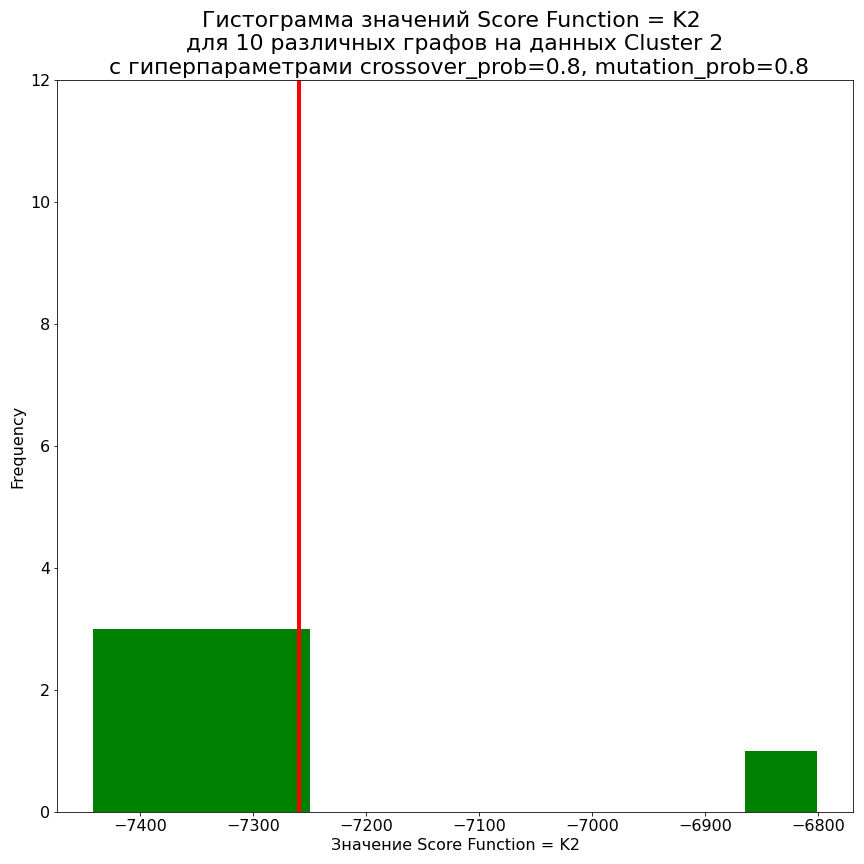 Гистограмма значений Score Function = K2
для 10 различных графов на данных Cluster 2
с гиперпараметрами crossover_prob=0.8, mutation_prob=0.8
12
10
8
6
4
2
0
Frequency
−7400 −7300 −7200 −7100 −7000 −6900 −6800
Значение Score Function = K2